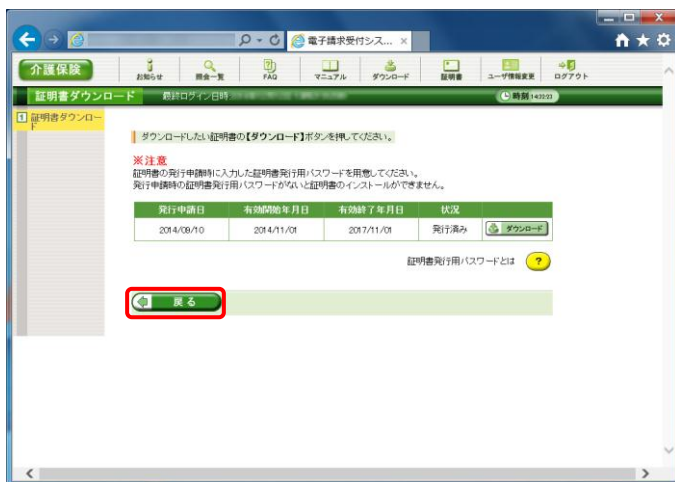 電子請求受付シス...
介護保険
お知らせ 照会一覧 FAQ マニュアル ダウンロード 証明書 ユーザ情報変更 ログアウト
証明書ダウンロード 最終ログイン日時 時刻
1 証明書ダウンロー
ド
ダウンロードしたい証明書の【ダウンロード】ボタンを押してください。
※注意
証明書の発行申請時に入力した証明書発行用パスワードを用意してください。
発行申請時の証明書発行用パスワードがないと証明書のインストールができません。
発行申請日 有効開始年月日 有効終了年月日 状況
2014/09/10 2014/11/01 2017/11/01 発行済み ダウンロード
証明書発行用パスワードとは ?
戻る